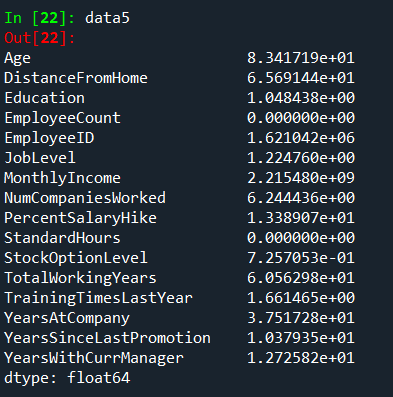 In [22]: data5
Out[22]:
Age 8.341719e+01
DistanceFromHome 6.569144e+01
Education 1.048438e+00
EmployeeCount 0.000000e+00
EmployeeID 1.621042e+06
JobLevel 1.224760e+00
MonthlyIncome 2.215480e+09
NumCompaniesWorked 6.244436e+00
PercentSalaryHike 1.338907e+01
StandardHours 0.000000e+00
StockOptionLevel 7.257053e-01
TotalWorkingYears 6.056298e+01
TrainingTimesLastYear 1.661465e+00
YearsAtCompany 3.751728e+01
YearsSinceLastPromotion 1.037935e+01
YearsWithCurrManager 1.272582e+01
dtype: float64